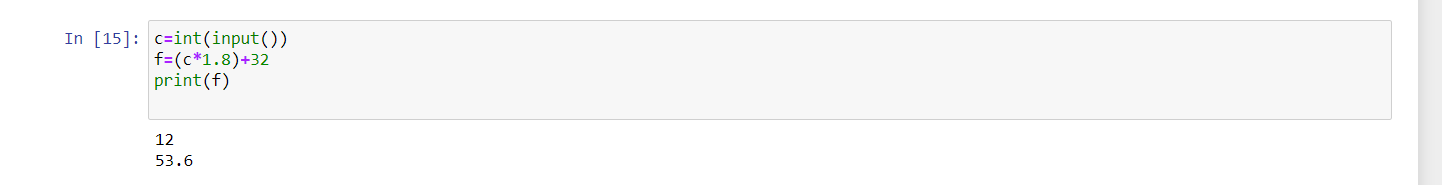 In [15]: c=int(input())
f=(c*1.8)+32
print(f)
12
53.6